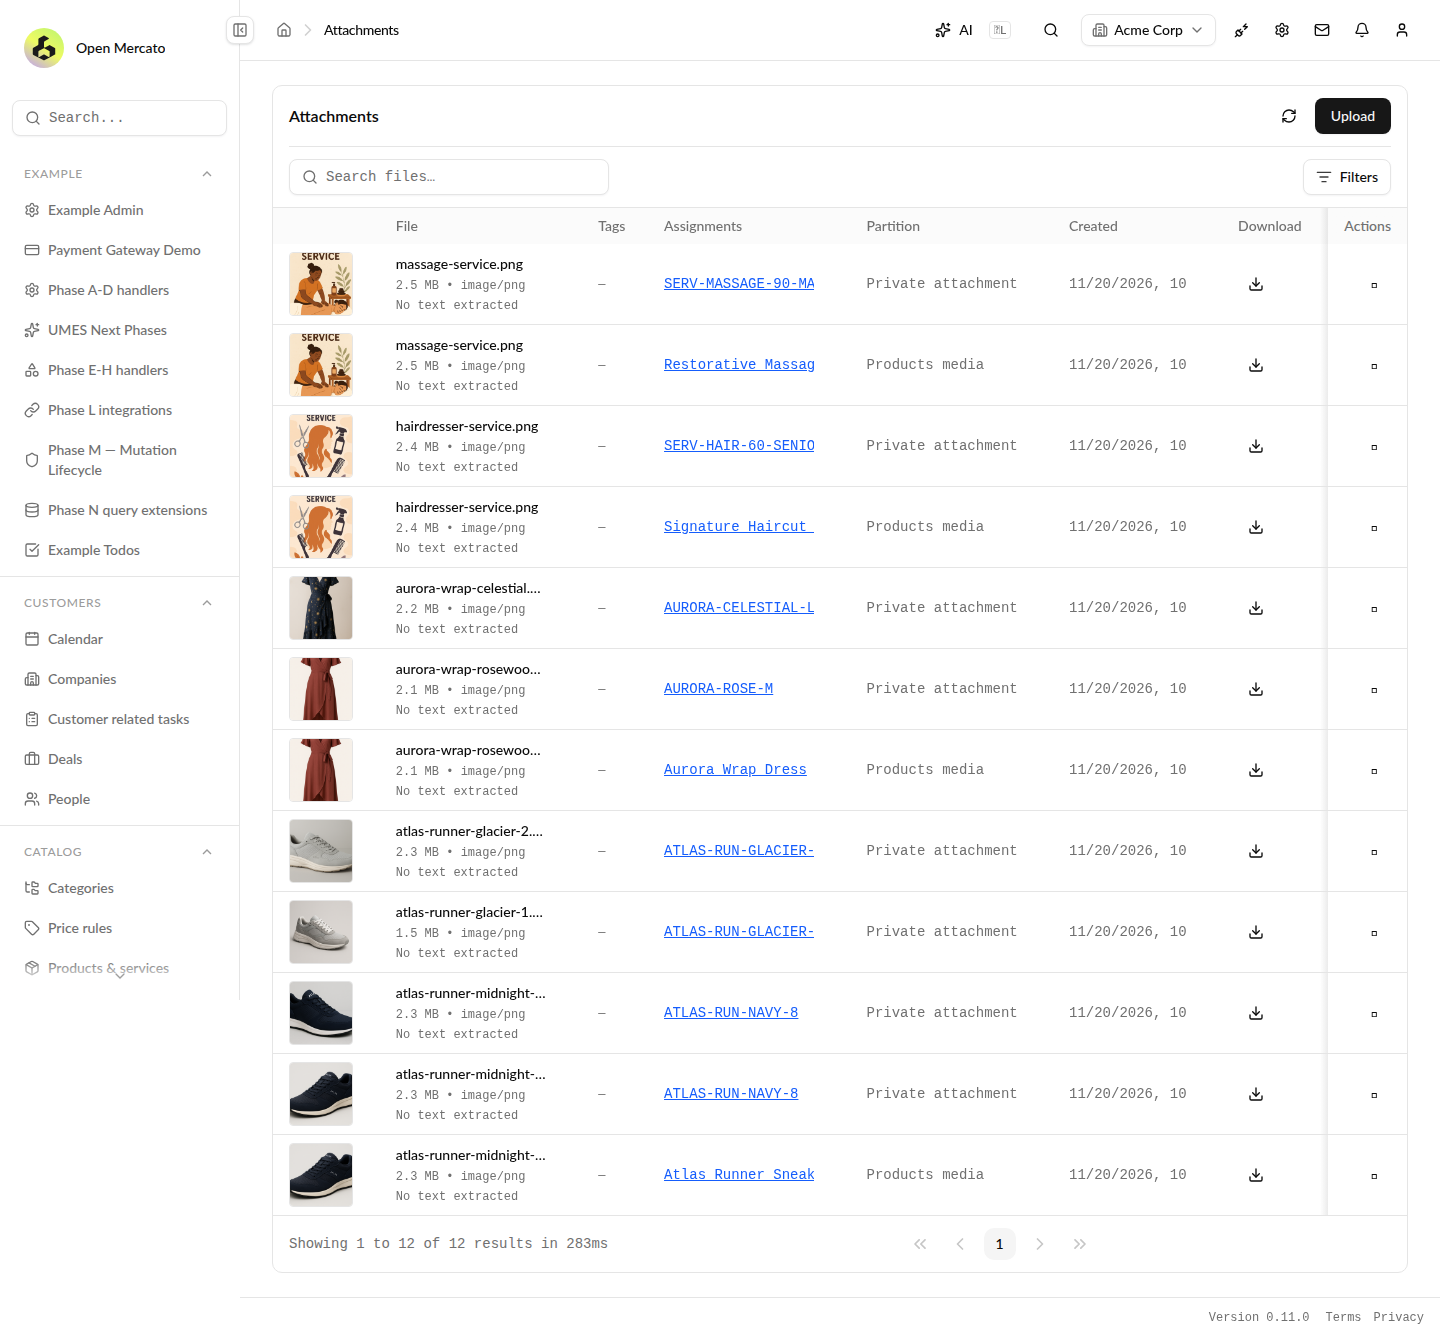 Open Mercato
Search...
EXAMPLE
Example Admin
Payment Gateway Demo
Phase A-D handlers
UMES Next Phases
Phase E-H handlers
Phase L integrations
Phase M — Mutation
Lifecycle
Phase N query extensions
Example Todos
CUSTOMERS
Calendar
Companies
Customer related tasks
Deals
People
CATALOG
Categories
Price rules
Products & services
Attachments
AI
L
Acme Corp
Attachments
Upload
Search files…
Filters
File Tags Assignments Partition Created Download Actions
SERVICE
massage-service.png
2.5 MB • image/png
No text extracted
— SERV-MASSAGE-90-MA Private attachment 11/20/2026, 10
SERVICE
massage-service.png
2.5 MB • image/png
No text extracted
— Restorative Massag Products media 11/20/2026, 10
SERVICE
hairdresser-service.png
2.4 MB • image/png
No text extracted
— SERV-HAIR-60-SENIO Private attachment 11/20/2026, 10
SERVICE
hairdresser-service.png
2.4 MB • image/png
No text extracted
— Signature Haircut Products media 11/20/2026, 10
aurora-wrap-celestial....
2.2 MB • image/png
No text extracted
— AURORA-CELESTIAL-L Private attachment 11/20/2026, 10
aurora-wrap-rosewoo...
2.1 MB • image/png
No text extracted
— AURORA-ROSE-M Private attachment 11/20/2026, 10
aurora-wrap-rosewoo...
2.1 MB • image/png
No text extracted
— Aurora Wrap Dress Products media 11/20/2026, 10
atlas-runner-glacier-2....
2.3 MB • image/png
No text extracted
— ATLAS-RUN-GLACIER- Private attachment 11/20/2026, 10
atlas-runner-glacier-1....
1.5 MB • image/png
No text extracted
— ATLAS-RUN-GLACIER- Private attachment 11/20/2026, 10
atlas-runner-midnight-...
2.3 MB • image/png
No text extracted
— ATLAS-RUN-NAVY-8 Private attachment 11/20/2026, 10
atlas-runner-midnight-...
2.3 MB • image/png
No text extracted
— ATLAS-RUN-NAVY-8 Private attachment 11/20/2026, 10
atlas-runner-midnight-...
2.3 MB • image/png
No text extracted
— Atlas Runner Sneak Products media 11/20/2026, 10
Showing 1 to 12 of 12 results in 283ms
1
Version 0.11.0 Terms Privacy